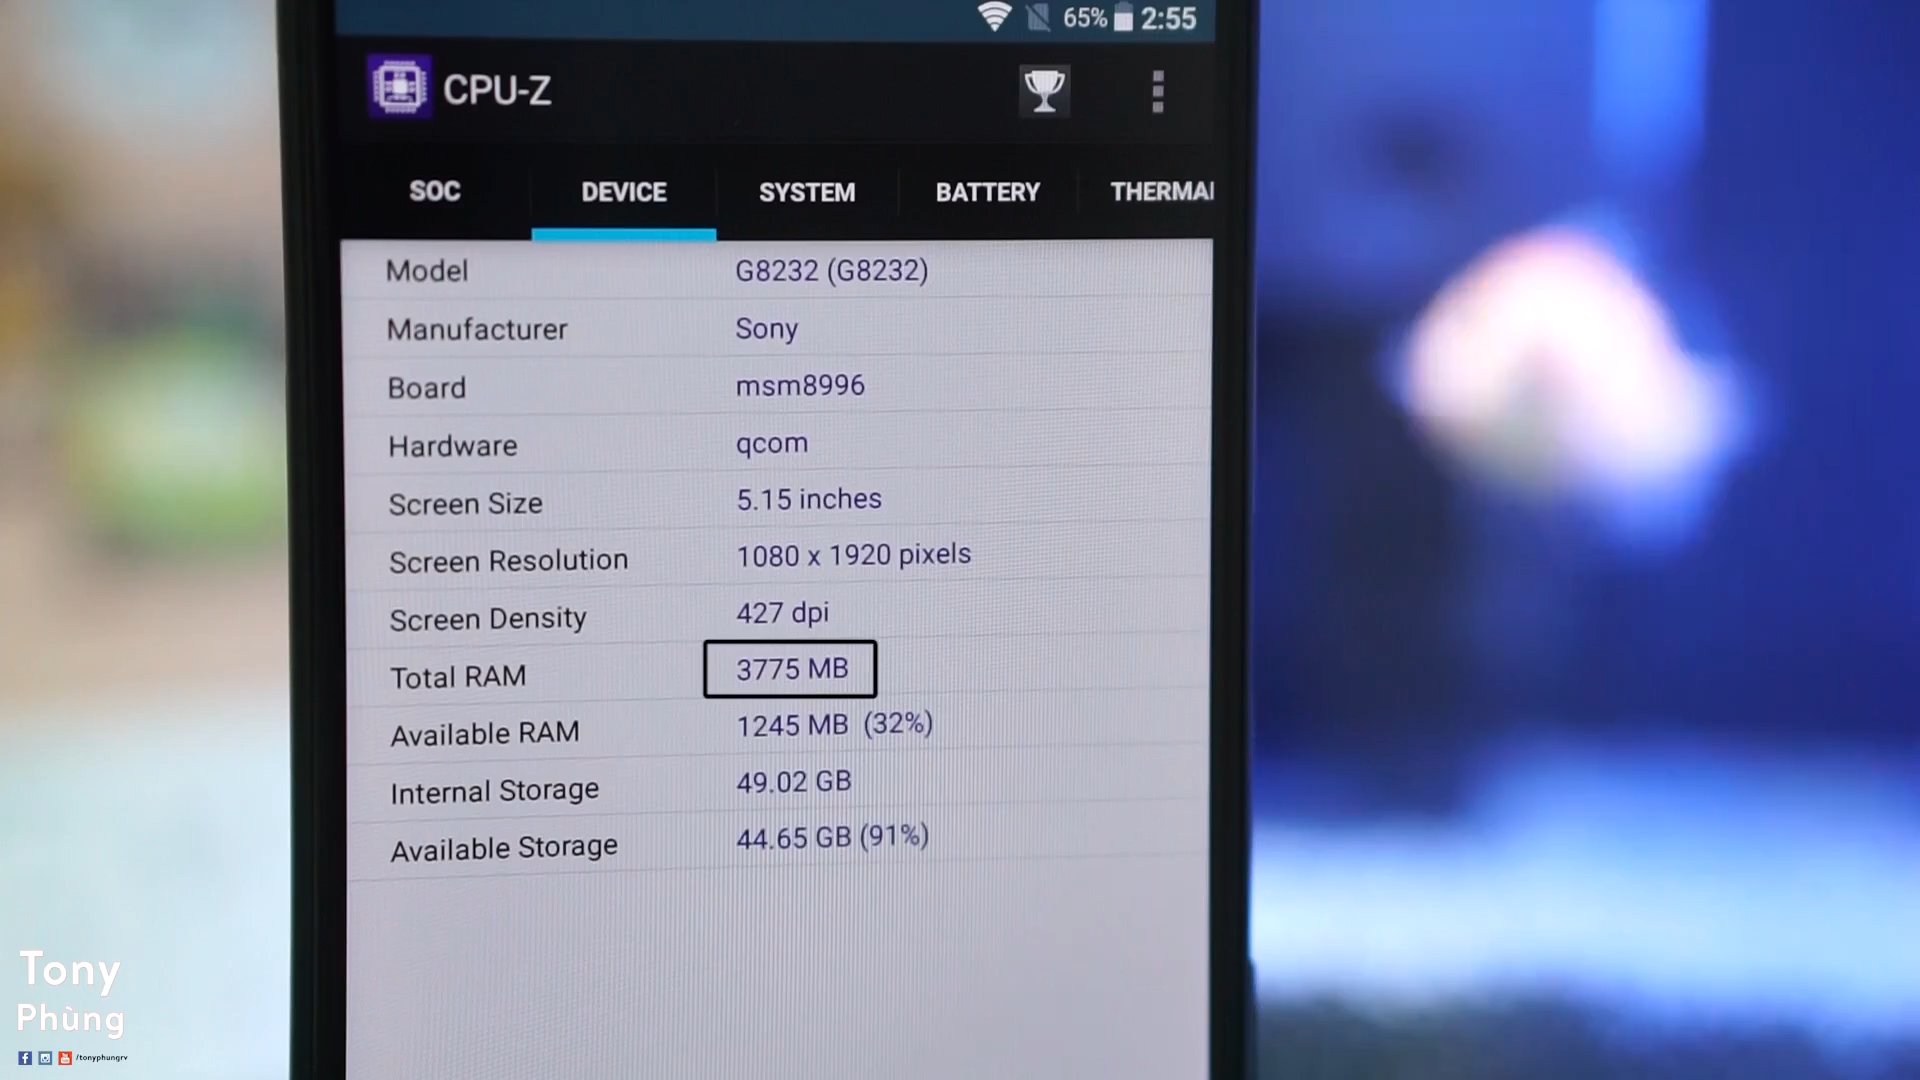 65% 2:55
CPU-Z
SOC DEVICE SYSTEM BATTERY THERMAL
Model G8232 (G8232)
Manufacturer Sony
Board msm8996
Hardware qcom
Screen Size 5.15 inches
Screen Resolution 1080 x 1920 pixels
Screen Density 427 dpi
Total RAM 3775 MB
Available RAM 1245 MB (32%)
Internal Storage 49.02 GB
Available Storage 44.65 GB (91%)
Tony
Phùng
/tonyphungrv